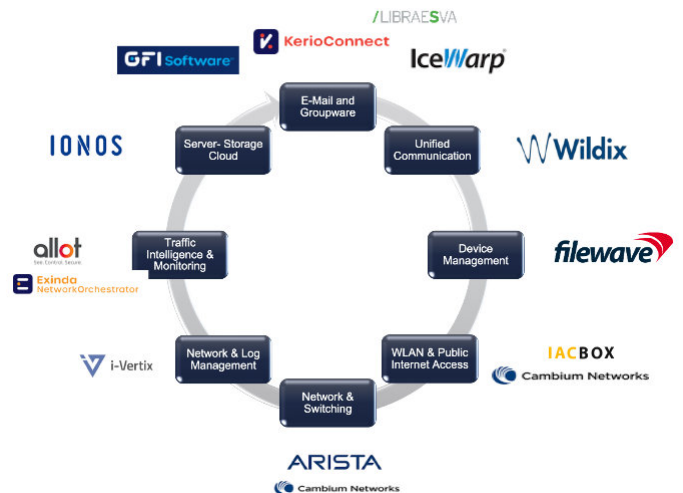 /LIBRAESVA
KerioConnect
GFI Software
IceWarp
E-Mail and
Groupware
IONOS
Server- Storage
Cloud
Unified
Communication
Wildix
allot
See. Control. Secure.
Exinda
NetworkOrchestrator
Traffic
Intelligence &
Monitoring
Device
Management
filewave
i-Vertix
Network & Log
Management
WLAN & Public
Internet Access
IACBOX
Cambium Networks
Network &
Switching
ARISTA
Cambium Networks